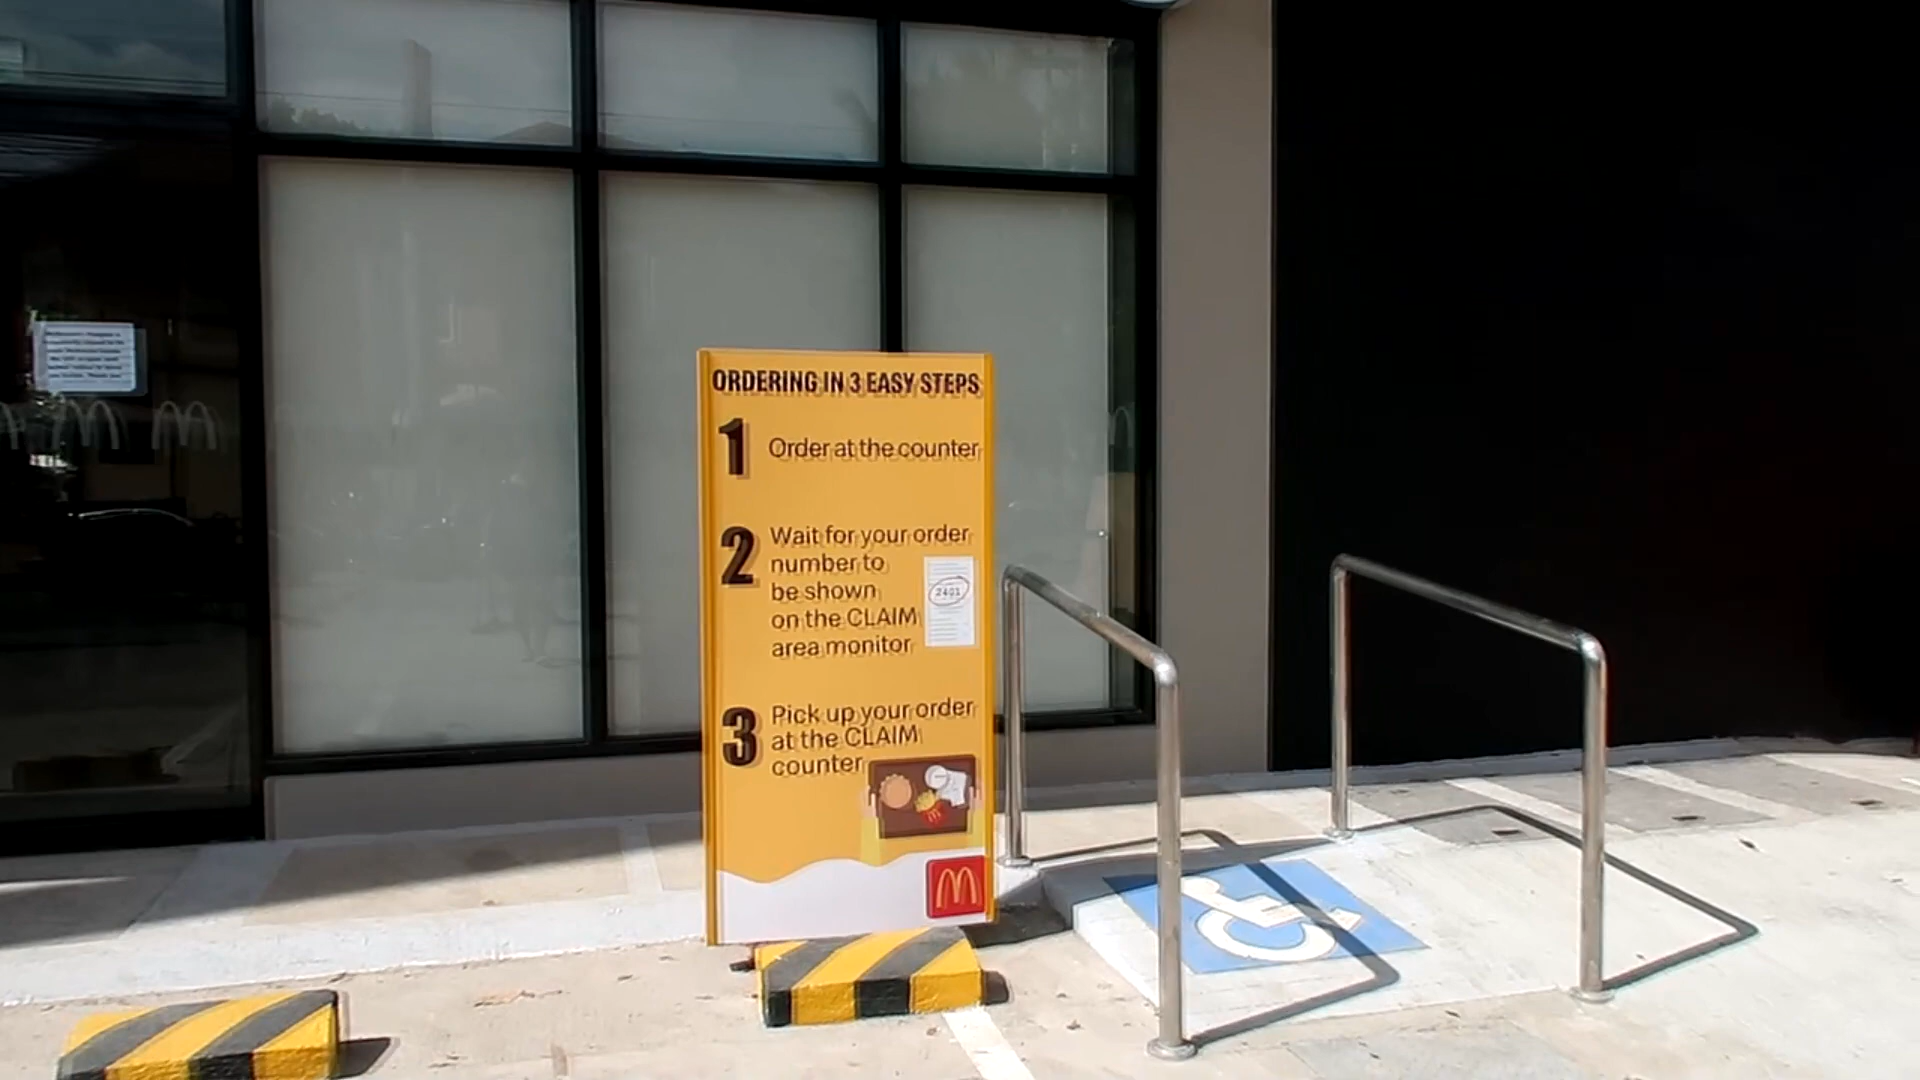 ORDERING IN 3 EASY STEPS
1 Order at the counter
2 Wait for your order
number to
be shown
on the CLAIM
area monitor
2401
3 Pick up your order
at the CLAIM
counter